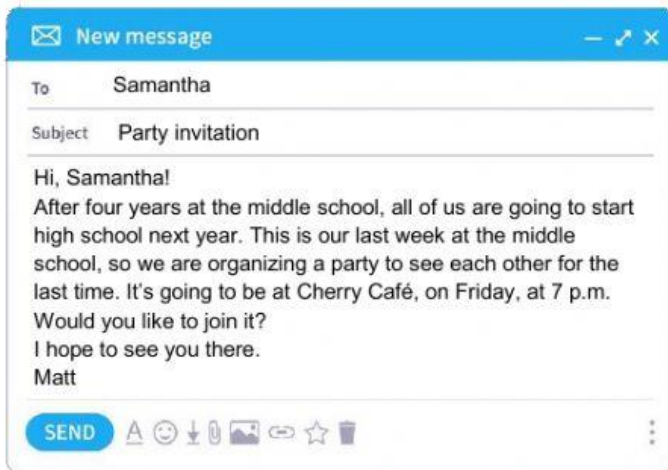 New message
To Samantha
Subject Party invitation
Hi, Samantha!
After four years at the middle school, all of us are going to start
high school next year. This is our last week at the middle
school, so we are organizing a party to see each other for the
last time. It's going to be at Cherry Café, on Friday, at 7 p.m.
Would you like to join it?
I hope to see you there.
Matt
SEND A